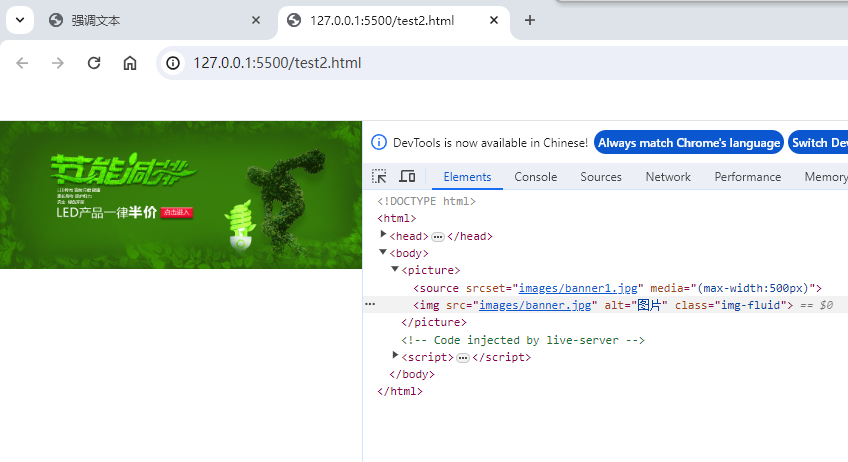 强调文本
127.0.0.1:5500/test2.html
127.0.0.1:5500/test2.html
节能减排
LED产品一律半价 点击进入
DevTools is now available in Chinese! Always match Chrome's language Switch Dev
Elements Console Sources Network Performance Memory
<!DOCTYPE html>
<html>
<head> ⋯ </head>
<body>
<picture>
<source srcset="images/banner1.jpg" media="(max-width:500px)">
⋯ <img src="images/banner.jpg" alt="图片" class="img-fluid"> == $0
</picture>
<!-- Code injected by live-server -->
<script> ⋯ </script>
</body>
</html>